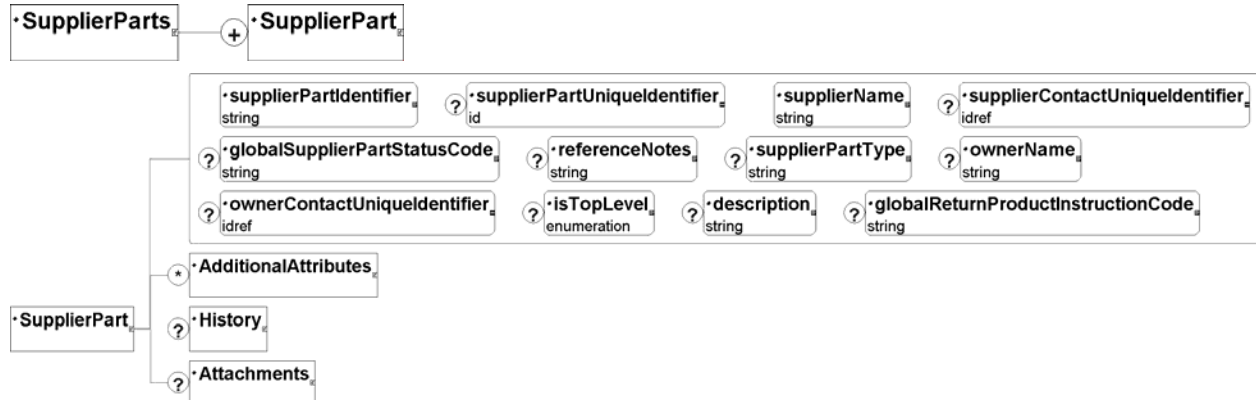 SupplierParts + SupplierPart
supplierPartIdentifier ? supplierPartUniqueIdentifier supplierName ? supplierContactUniqueIdentifier
string id string idref
? globalSupplierPartStatusCode ? referenceNotes ? supplierPartType ? ownerName
string string string string
? ownerContactUniqueIdentifier ? isTopLevel ? description ? globalReturnProductInstructionCode
idref enumeration string string
* AdditionalAttributes
SupplierPart ? History
? Attachments